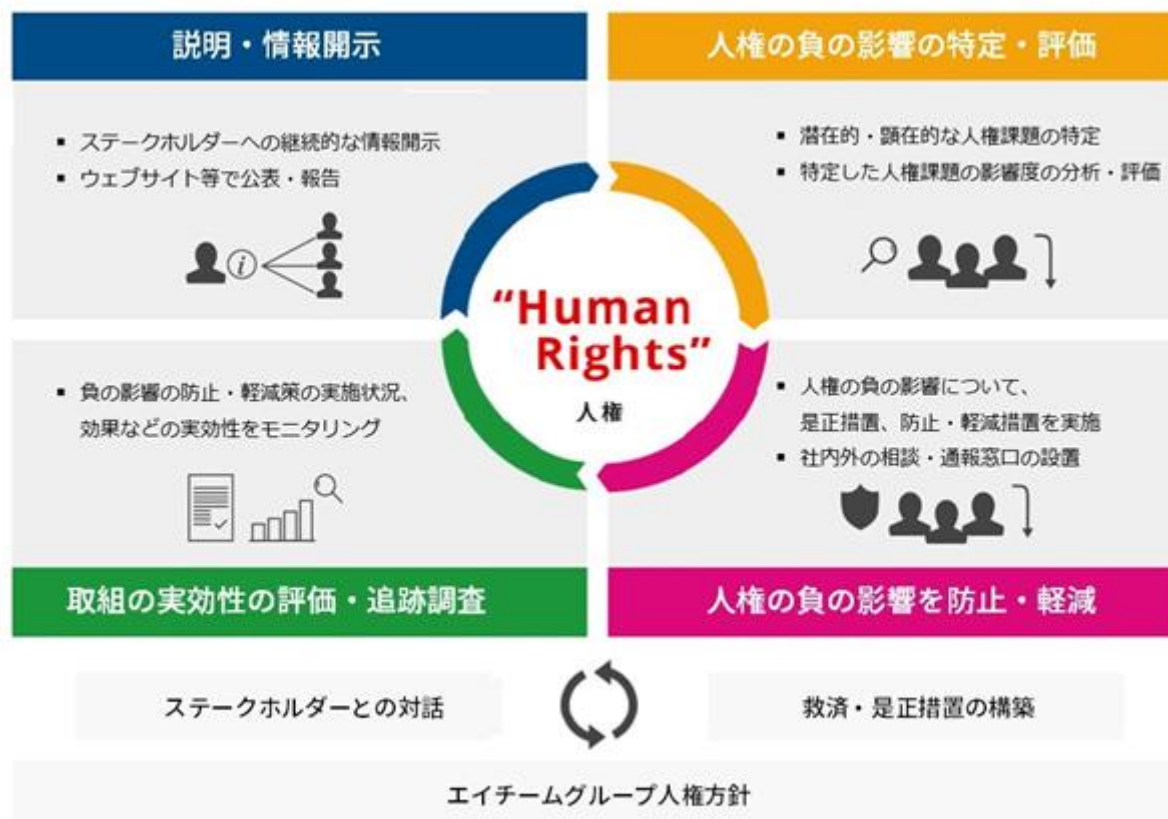 説明・情報開示
▪ ステークホルダーへの継続的な情報開示
▪ ウェブサイト等で公表・報告
i
人権の負の影響の特定・評価
▪ 潜在的・顕在的な人権課題の特定
▪ 特定した人権課題の影響度の分析・評価
“Human
Rights”
人権
▪ 負の影響の防止・軽減策の実施状況、
効果などの実効性をモニタリング
取組の実効性の評価・追跡調査
▪ 人権の負の影響について、
是正措置、防止・軽減措置を実施
▪ 社内外の相談・通報窓口の設置
人権の負の影響を防止・軽減
ステークホルダーとの対話
救済・是正措置の構築
エイチームグループ人権方針